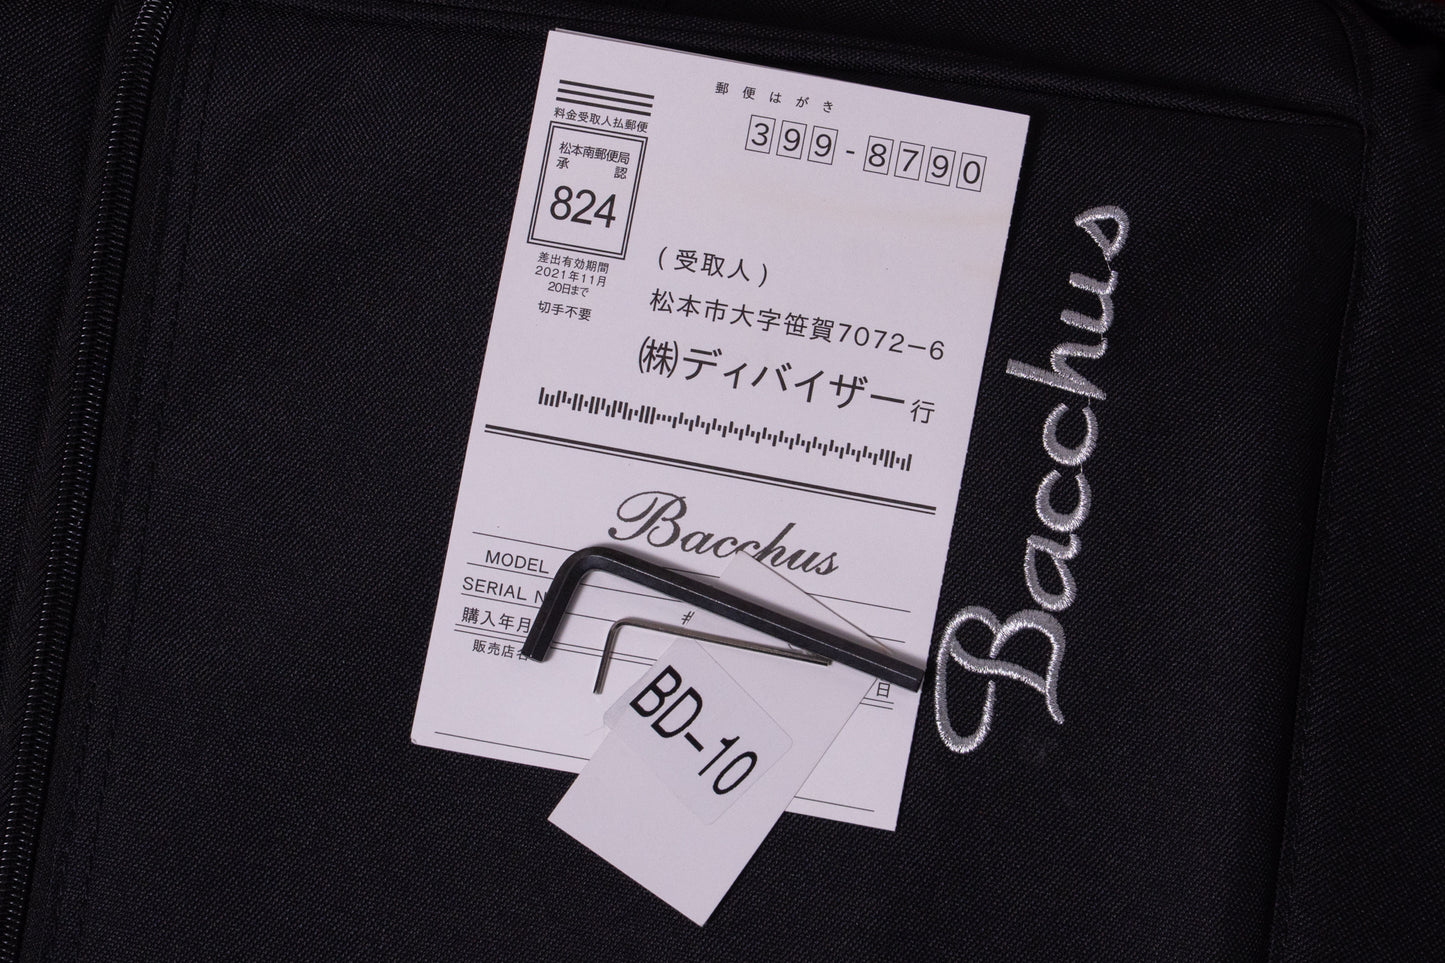 郵便はがき
399-8790
料金受取人払郵便
松本南郵便局
承 認
824
差出有効期間
2021年11月
20日まで
切手不要
(受取人)
松本市大字笹賀7072-6
(株)ディバイザー行
Bacchus
MODEL
SERIAL N
#
購入年月
日
販売店名
BD-10
Bacchus